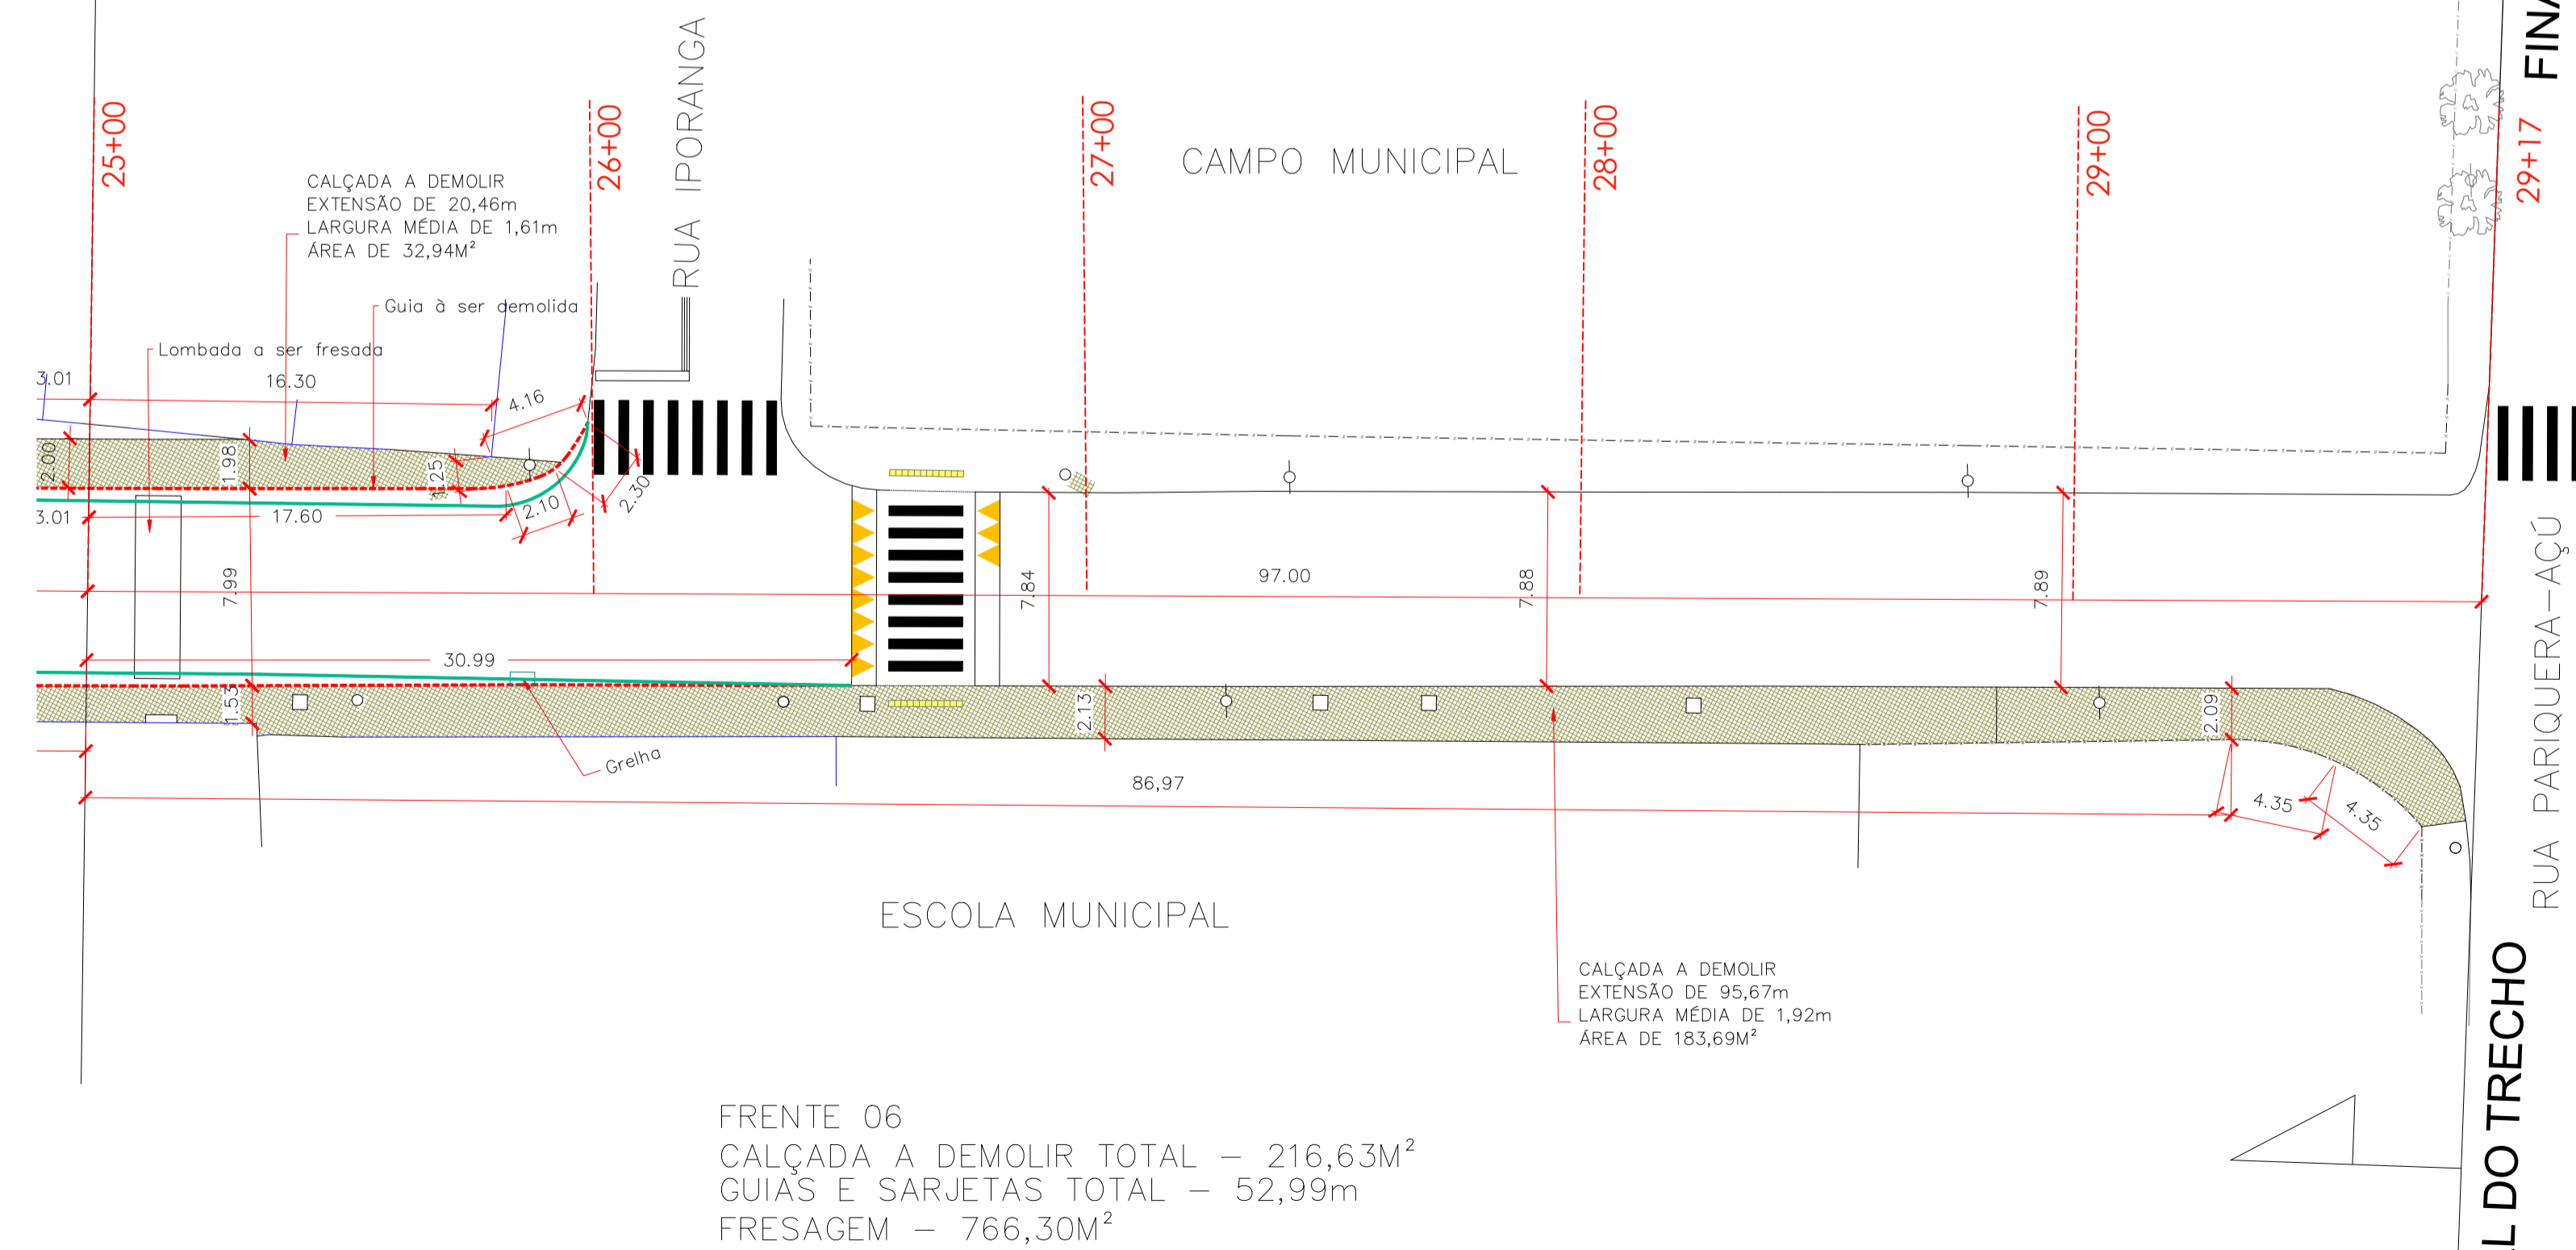 25+00
26+00
RUA IPORANGA
27+00
CAMPO MUNICIPAL
28+00
29+00
29+17
CALÇADA A DEMOLIR
EXTENSÃO DE 20,46m
LARGURA MÉDIA DE 1,61m
ÁREA DE 32,94M²
Guia à ser demolida
Lombada a ser fresada
3.01
16.30
4.16
2.00
1.98
1.25
2.30
2.10
3.01
17.60
7.99
7.84
97.00
7.88
7.89
RUA PARIQUERA-AÇÚ
30.99
1.53
2.13
2.09
Grelha
86,97
4.35
4.35
ESCOLA MUNICIPAL
CALÇADA A DEMOLIR
EXTENSÃO DE 95,67m
LARGURA MÉDIA DE 1,92m
ÁREA DE 183,69M²
DO TRECHO
FRENTE 06
CALÇADA A DEMOLIR TOTAL - 216,63M²
GUIAS E SARJETAS TOTAL - 52,99m
FRESAGEM - 766,30M²